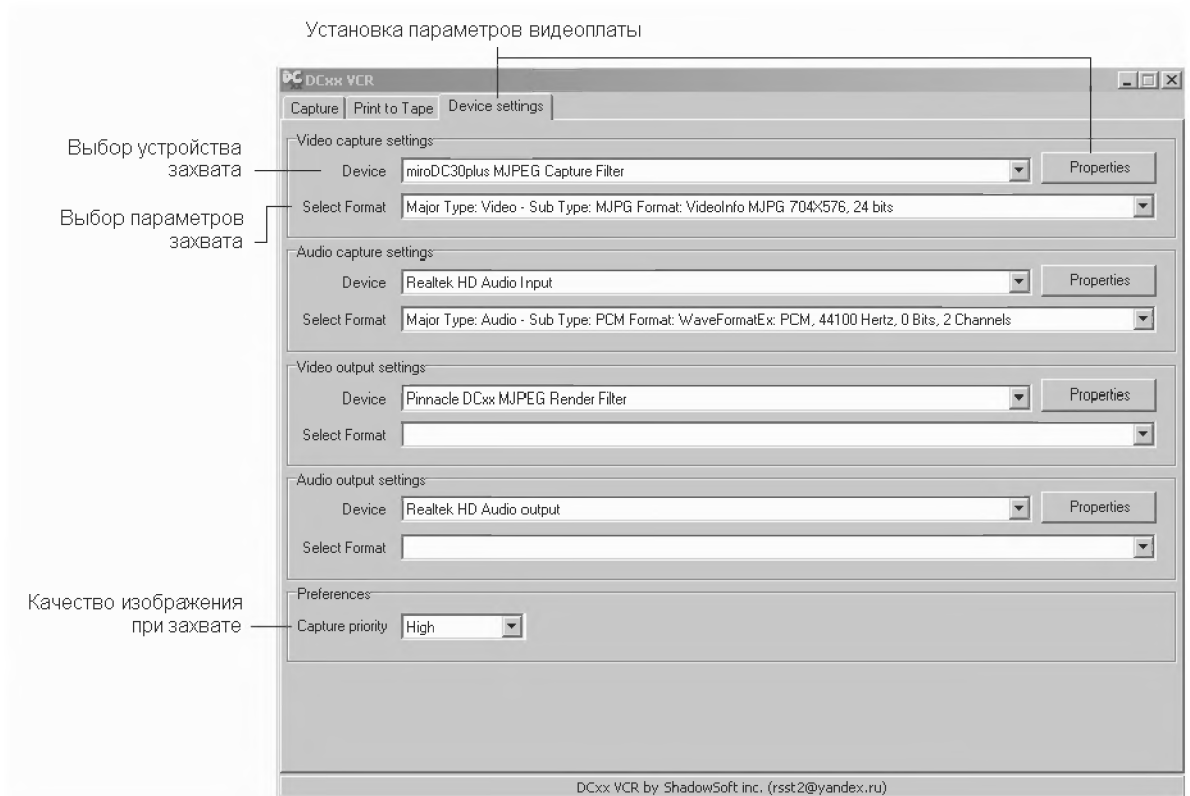 Установка параметров видеоплаты
DCxx VCR
Capture Print to Tape Device settings
Выбор устройства
захвата
Выбор параметров
захвата
Video capture settings
Device miroDC30plus MJPEG Capture Filter Properties
Select Format Major Type: Video - Sub Type: MJPG Format: VideoInfo MJPG 704X576, 24 bits
Audio capture settings
Device Realtek HD Audio Input Properties
Select Format Major Type: Audio - Sub Type: PCM Format: WaveFormatEx: PCM, 44100 Hertz, 0 Bits, 2 Channels
Video output settings
Device Pinnacle DCxx MJPEG Render Filter Properties
Select Format
Audio output settings
Device Realtek HD Audio output Properties
Select Format
Качество изображения
при захвате
Preferences
Capture priority High
DCxx VCR by ShadowSoft inc. (rsst2@yandex.ru)